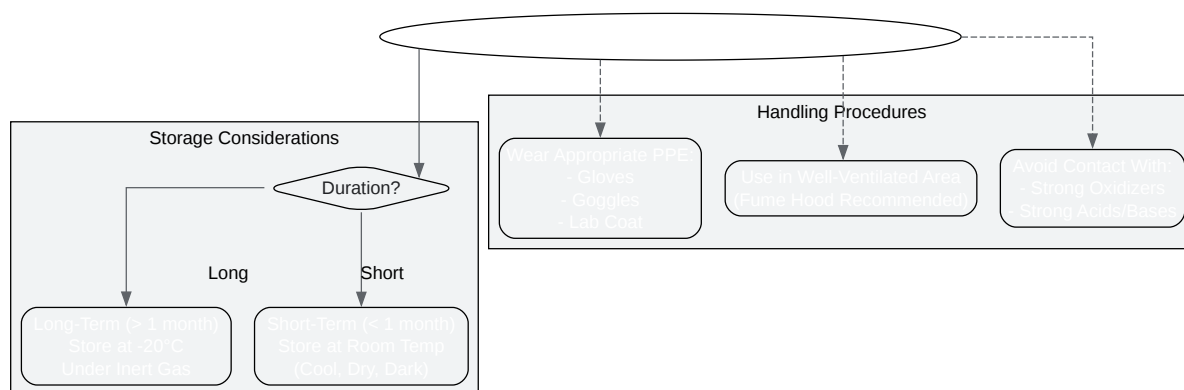 Handling Procedures
Storage Considerations
Wear Appropriate PPE:
- Gloves
- Goggles
- Lab Coat
Use in Well-Ventilated Area
(Fume Hood Recommended)
Avoid Contact With:
- Strong Oxidizers
- Strong Acids/Bases
Duration?
Long
Short
Long-Term (> 1 month)
Store at -20°C
Under Inert Gas
Short-Term (< 1 month)
Store at Room Temp
(Cool, Dry, Dark)